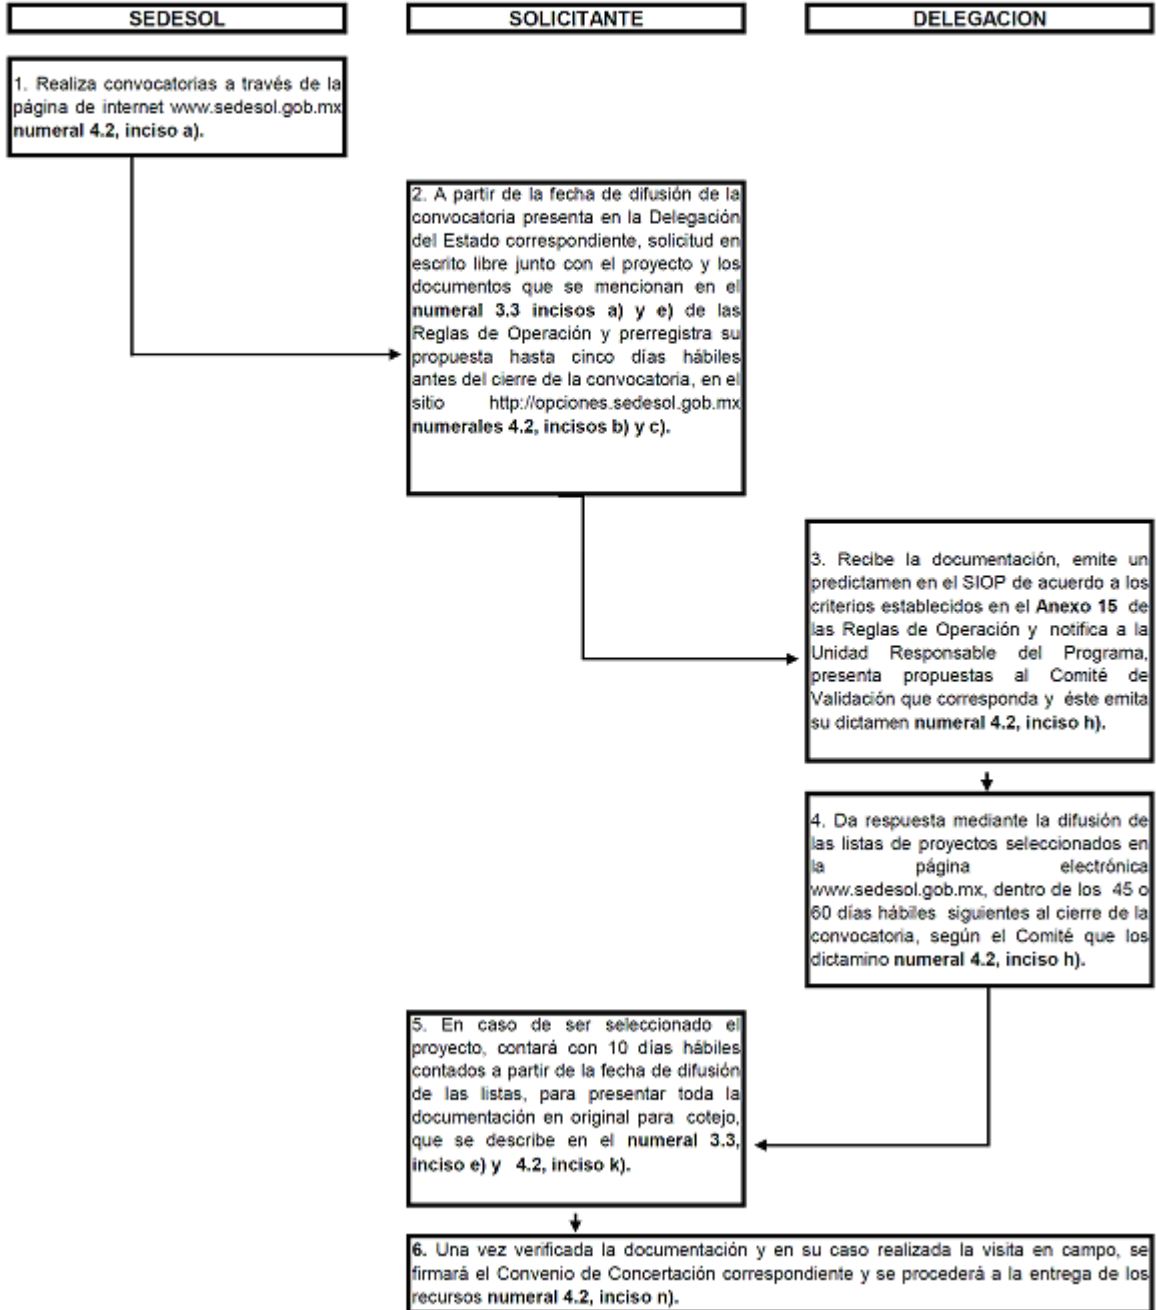 SEDESOL
SOLICITANTE
DELEGACION
1. Realiza convocatorias a través de la
página de internet www.sedesol.gob.mx
numeral 4.2, inciso a).
2. A partir de la fecha de difusión de la
convocatoria presenta en la Delegación
del Estado correspondiente, solicitud en
escrito libre junto con el proyecto y los
documentos que se mencionan en el
numeral 3.3 incisos a) y e) de las
Reglas de Operación y prerregistra su
propuesta hasta cinco días hábiles
antes del cierre de la convocatoria, en el
sitio http://opciones.sedesol.gob.mx
numerales 4.2, incisos b) y c).
3. Recibe la documentación, emite un
predictamen en el SIOP de acuerdo a los
criterios establecidos en el Anexo 15 de
las Reglas de Operación y notifica a la
Unidad Responsable del Programa,
presenta propuestas al Comité de
Validación que corresponda y éste emita
su dictamen numeral 4.2, inciso h).
4. Da respuesta mediante la difusión de
las listas de proyectos seleccionados en
la página electrónica
www.sedesol.gob.mx, dentro de los 45 o
60 días hábiles siguientes al cierre de la
convocatoria, según el Comité que los
dictamino numeral 4.2, inciso h).
5. En caso de ser seleccionado el
proyecto, contará con 10 días hábiles
contados a partir de la fecha de difusión
de las listas, para presentar toda la
documentación en original para cotejo,
que se describe en el numeral 3.3,
inciso e) y 4.2, inciso k).
6. Una vez verificada la documentación y en su caso realizada la visita en campo, se
firmará el Convenio de Concertación correspondiente y se procederá a la entrega de los
recursos numeral 4.2, inciso n).